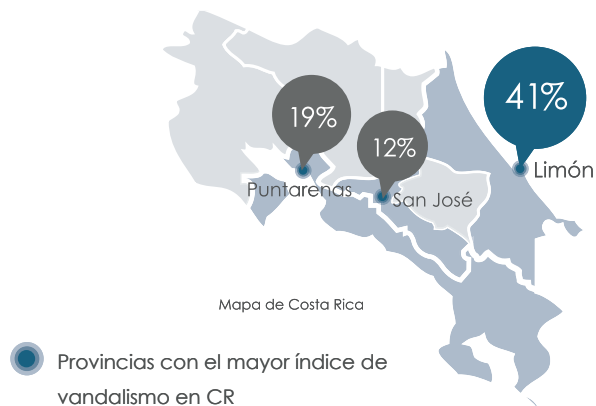 41%
19%
12%
Limón
Puntarenas
San José
Mapa de Costa Rica
Provincias con el mayor índice de
vandalismo en CR